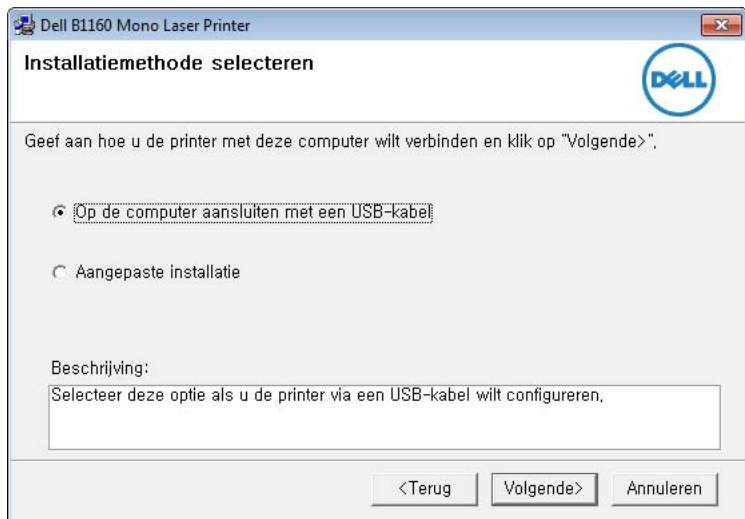 Dell B1160 Mono Laser Printer
Installatiemethode selecteren
DELL
Geef aan hoe u de printer met deze computer wilt verbinden en klik op "Volgende>".
Op de computer aansluiten met een USB-kabel
Aangepaste installatie
Beschrijving:
Selecteer deze optie als u de printer via een USB-kabel wilt configureren.
<Terug
Volgende>
Annuleren